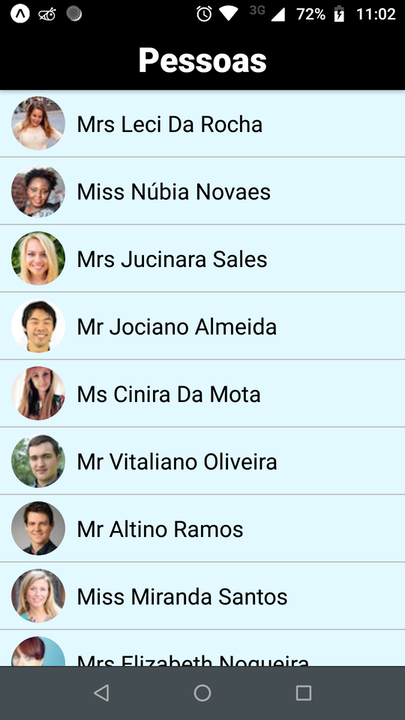 3G 72% 11:02
Pessoas
Mrs Leci Da Rocha
Miss Núbia Novaes
Mrs Jucinara Sales
Mr Jociano Almeida
Ms Cinira Da Mota
Mr Vitaliano Oliveira
Mr Altino Ramos
Miss Miranda Santos
Mrs Elizabeth Nogueira